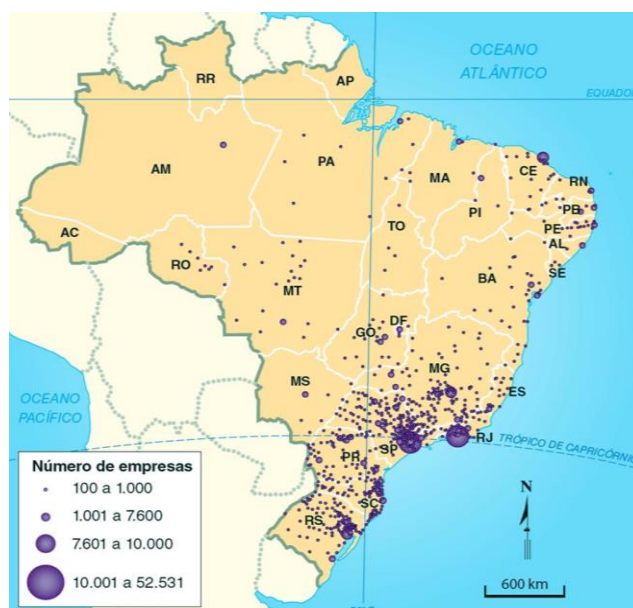 OCEANO
ATLÂNTICO
EQUADOR
RR
AP
AM
PA
MA
CE
RN
PB
PE
AL
SE
PI
TO
AC
RO
MT
BA
DF
GO
MG
ES
MS
OCEANO
PACÍFICO
SP
RJ
TRÓPICO DE CAPRICÓRNIO
PR
SC
RS
Número de empresas
100 a 1.000
1.001 a 7.600
7.601 a 10.000
10.001 a 52.531
N
600 km